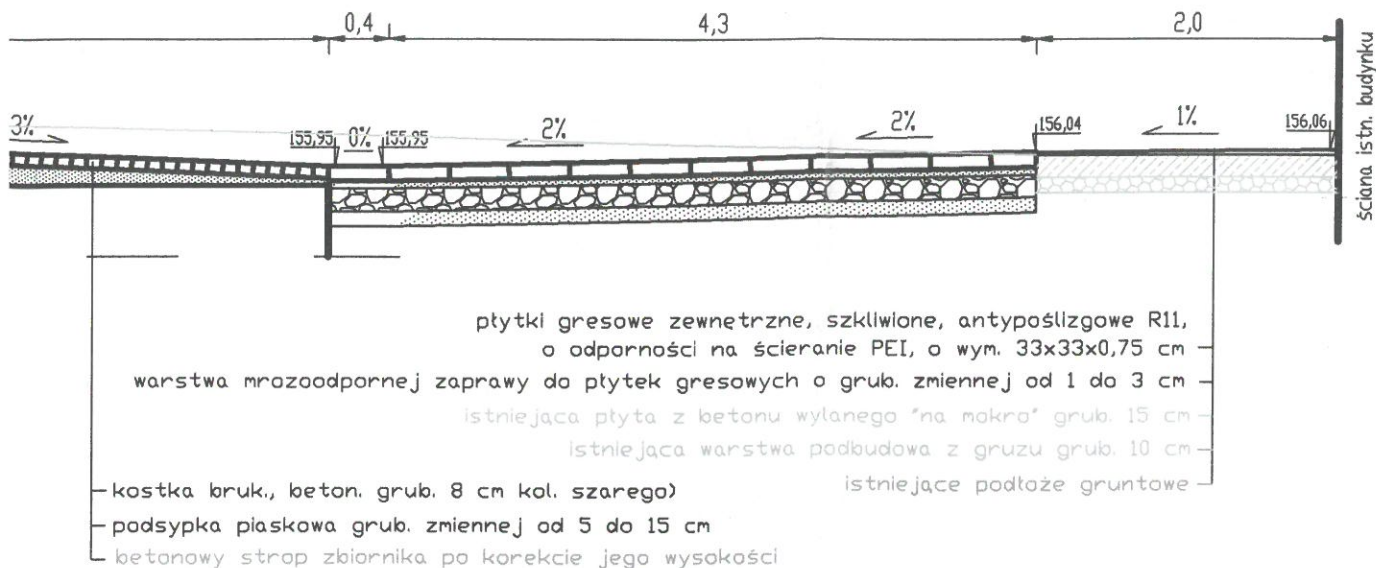 0,4 4,3 2,0
ściana istn. budynku
3% 155,95 0% 155,95 2% 2% 156,04 1% 156,06
płytki gresowe zewnętrzne, szkliwione, antypoślizgowe R11,
o odporności na ścieranie PEI, o wym. 33x33x0,75 cm
warstwa mrozoodpornej zaprawy do płytek gresowych o grub. zmiennej od 1 do 3 cm
istniejąca płyta z betonu wylanego "na mokro" grub. 15 cm
istniejąca warstwa podbudowa z gruzu grub. 10 cm
istniejące podłoże gruntowe
kostka bruk., beton. grub. 8 cm kol. szarego)
podsypka piaskowa grub. zmiennej od 5 do 15 cm
betonowy strop zbiornika po korekcie jego wysokości